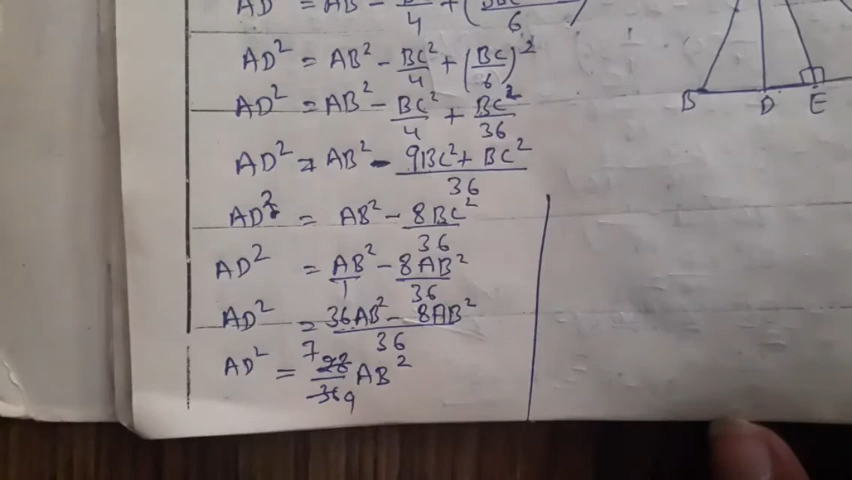 AD² = AB² - BC²/4 + (BC/6)²
AD² = AB² - BC²/4 + BC²/36
AD² = AB² - 9BC² + BC²/36
AD² = AB² - 8BC²/36
AD² = AB²/1 - 8AB²/36
AD² = 36AB² - 8AB²/36
AD² = 7 28/36 9 AB²
B D E